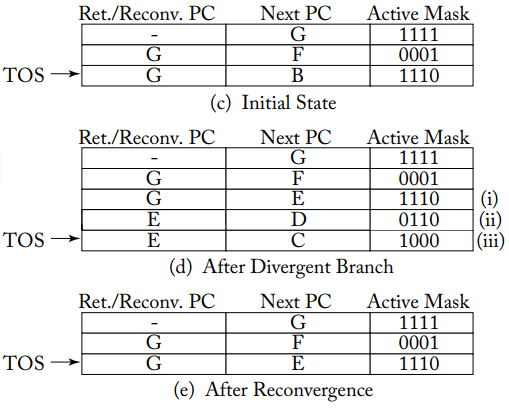 Ret./Reconv. PC Next PC Active Mask
- G 1111
G F 0001
TOS G B 1110
(c) Initial State
Ret./Reconv. PC Next PC Active Mask
- G 1111
G F 0001
G E 1110 (i)
E D 0110 (ii)
TOS E C 1000 (iii)
(d) After Divergent Branch
Ret./Reconv. PC Next PC Active Mask
- G 1111
G F 0001
TOS G E 1110
(e) After Reconvergence